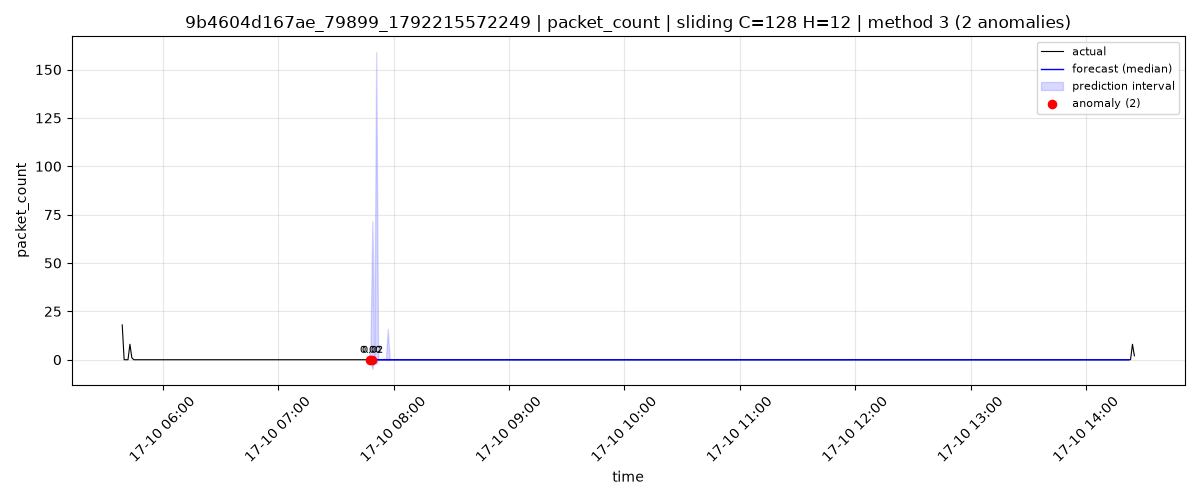 9b4604d167ae_79899_1792215572249 | packet_count | sliding C=128 H=12 | method 3 (2 anomalies)
actual
forecast (median)
prediction interval
anomaly (2)
packet_count
150
125
100
75
50
25
0
17-10 06:00
17-10 07:00
17-10 08:00
17-10 09:00
17-10 10:00
17-10 11:00
17-10 12:00
17-10 13:00
17-10 14:00
time